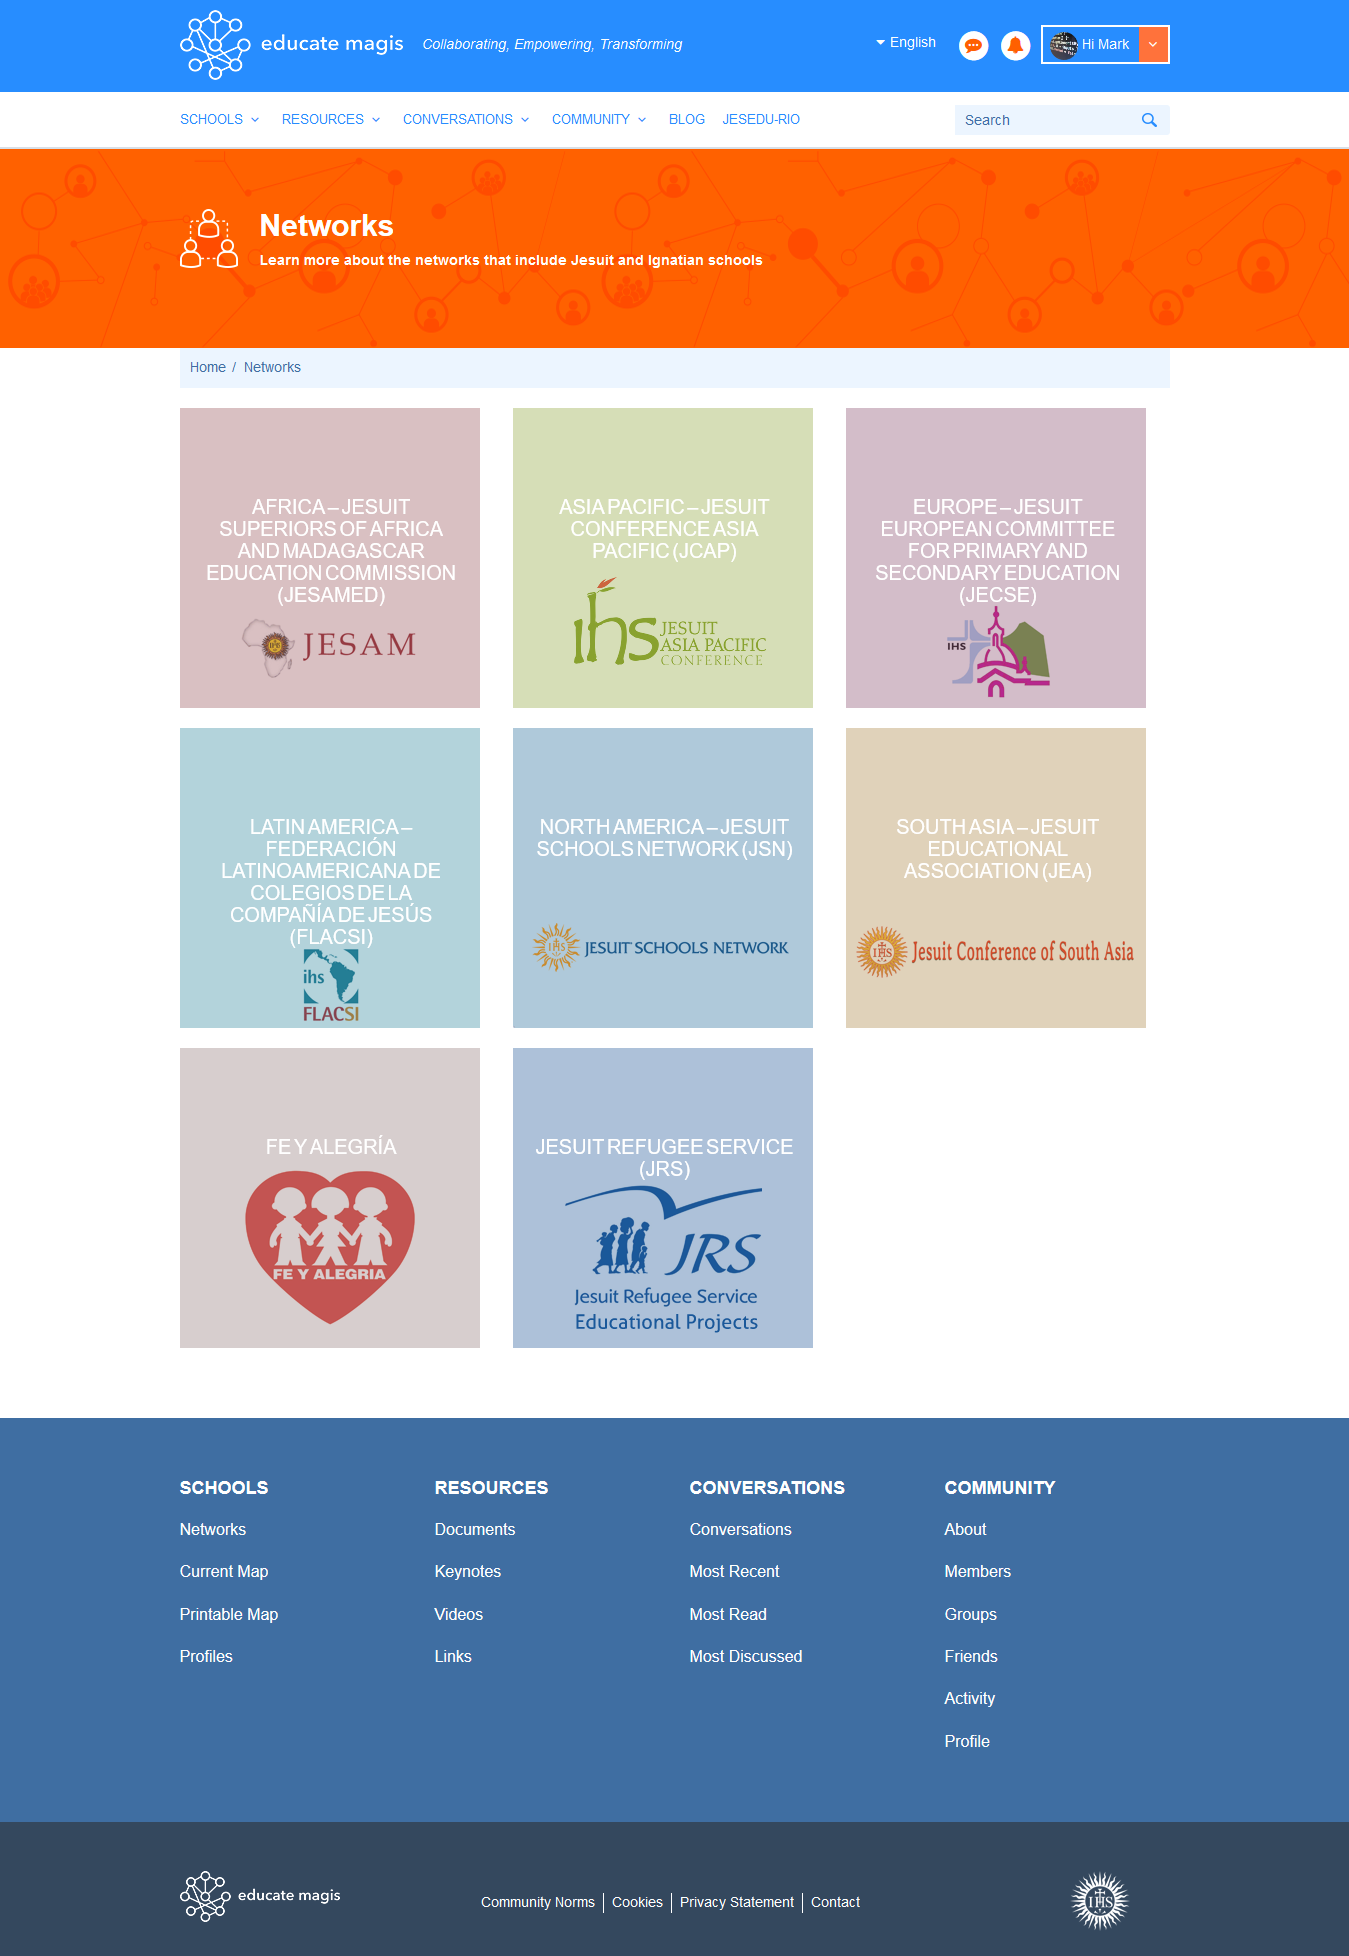 educate magis
Collaborating, Empowering, Transforming
English
Hi Mark
SCHOOLS
RESOURCES
CONVERSATIONS
COMMUNITY
BLOG
JESEDU-RIO
Search
Networks
Learn more about the networks that include Jesuit and Ignatian schools
Home / Networks
AFRICA – JESUIT
SUPERIORS OF AFRICA
AND MADAGASCAR
EDUCATION COMMISSION
(JESAMED)
JESAM
ASIA PACIFIC – JESUIT
CONFERENCE ASIA
PACIFIC (JCAP)
ihs
JESUIT
ASIA PACIFIC
CONFERENCE
EUROPE – JESUIT
EUROPEAN COMMITTEE
FOR PRIMARY AND
SECONDARY EDUCATION
(JECSE)
IHS
LATIN AMERICA –
FEDERACIÓN
LATINOAMERICANA DE
COLEGIOS DE LA
COMPAÑÍA DE JESÚS
(FLACSI)
ihs
FLACSI
NORTH AMERICA – JESUIT
SCHOOLS NETWORK (JSN)
IHS
JESUIT SCHOOLS NETWORK
SOUTH ASIA – JESUIT
EDUCATIONAL
ASSOCIATION (JEA)
IHS
Jesuit Conference of South Asia
FE Y ALEGRÍA
FE Y ALEGRIA
JESUIT REFUGEE SERVICE
(JRS)
JRS
Jesuit Refugee Service
Educational Projects
SCHOOLS
Networks
Current Map
Printable Map
Profiles
RESOURCES
Documents
Keynotes
Videos
Links
CONVERSATIONS
Conversations
Most Recent
Most Read
Most Discussed
COMMUNITY
About
Members
Groups
Friends
Activity
Profile
educate magis
Community Norms | Cookies | Privacy Statement | Contact
IHS